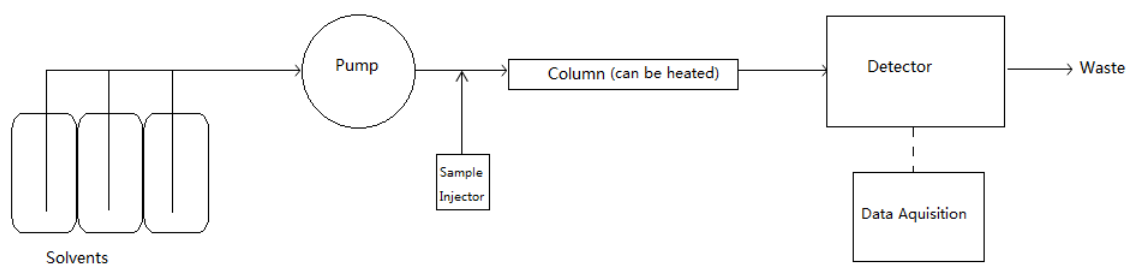 Solvents
Pump
Sample
Injector
Column (can be heated)
Detector
Waste
Data Aquisition